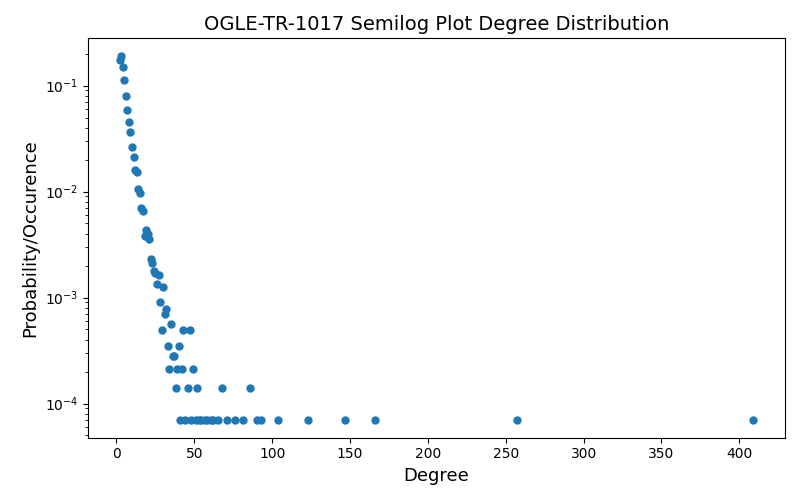 OGLE-TR-1017 Semilog Plot Degree Distribution
Probability/Occurence
10⁻¹
10⁻²
10⁻³
10⁻⁴
0 50 100 150 200 250 300 350 400
Degree